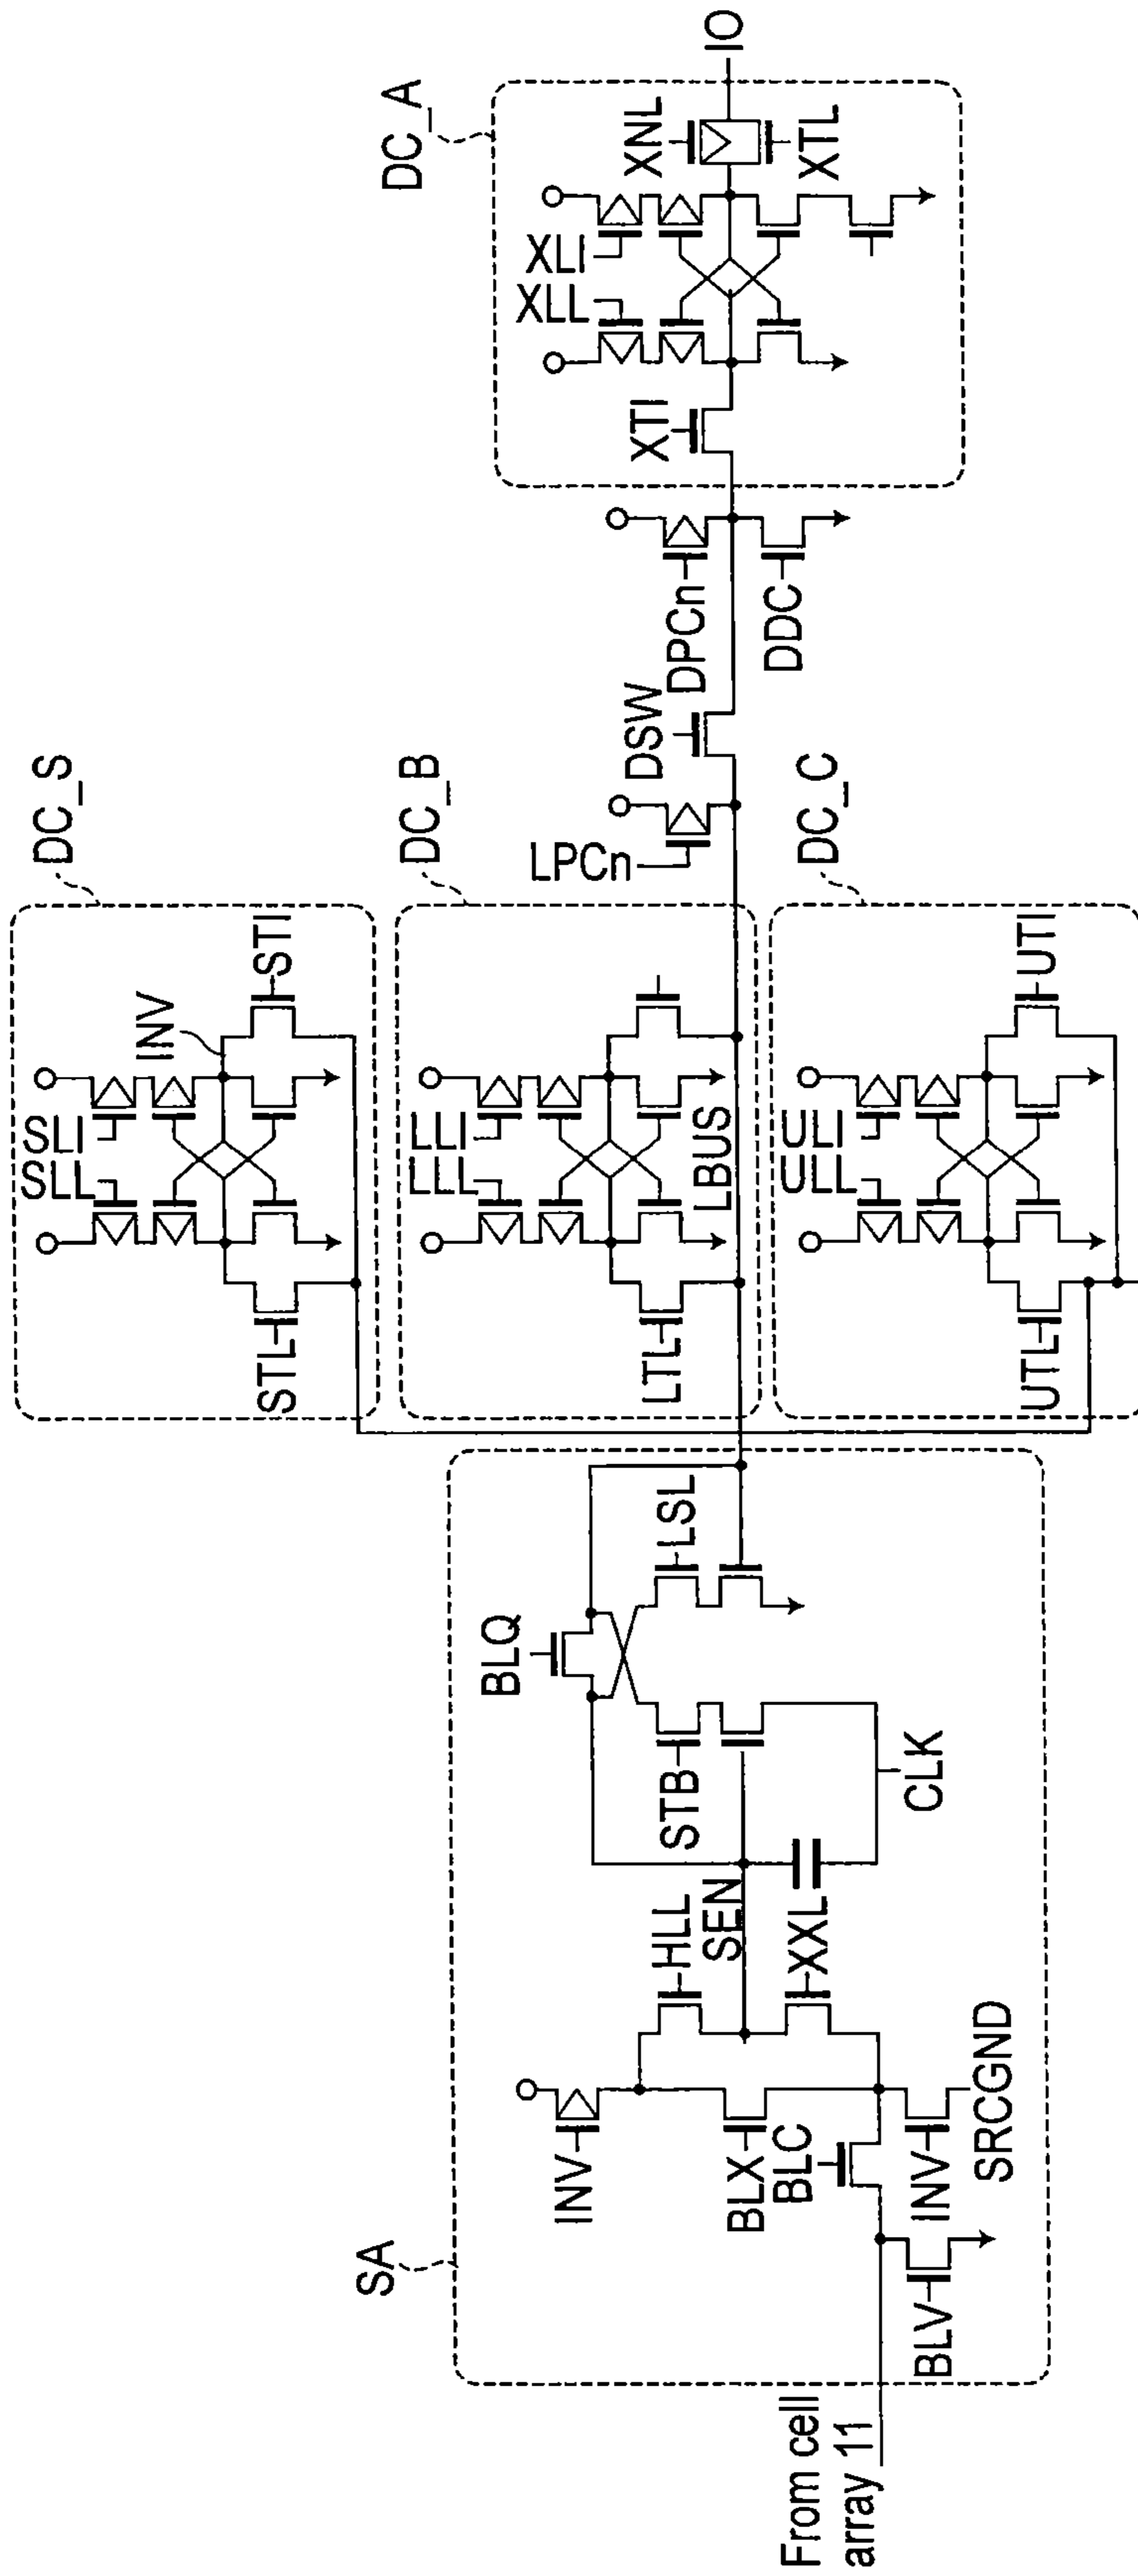 DC_S
INV
SLI
SLL
STI
STL
DC_B
LLI
LLL
LBUS
LTL
DC_C
ULI
ULL
UTI
UTL
LPCn
DSW
DPCn
DDC
DC_A
XTI
XLL
XLI
XNL
XTL
IO
SA
BLQ
LSL
STB
CLK
HLL
SEN
XXL
INV
BLX
BLC
INV
SRCGND
BLV
From cell
array 11